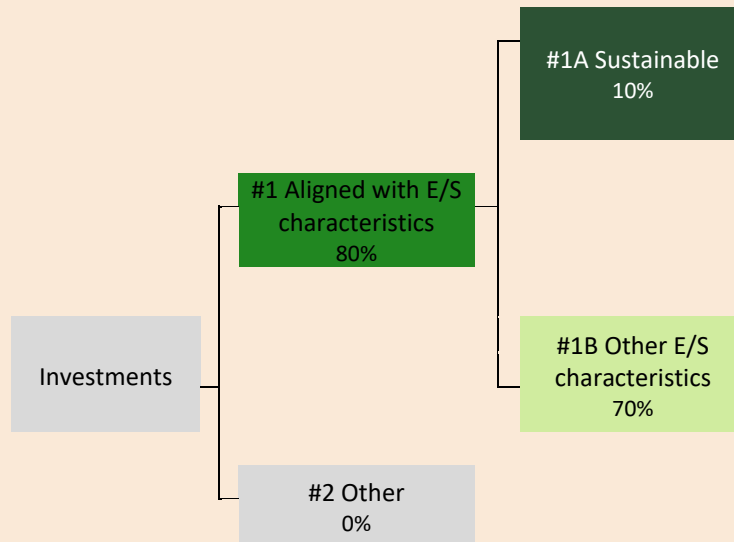 #1A Sustainable
10%
#1 Aligned with E/S
characteristics
80%
Investments
#1B Other E/S
characteristics
70%
#2 Other
0%